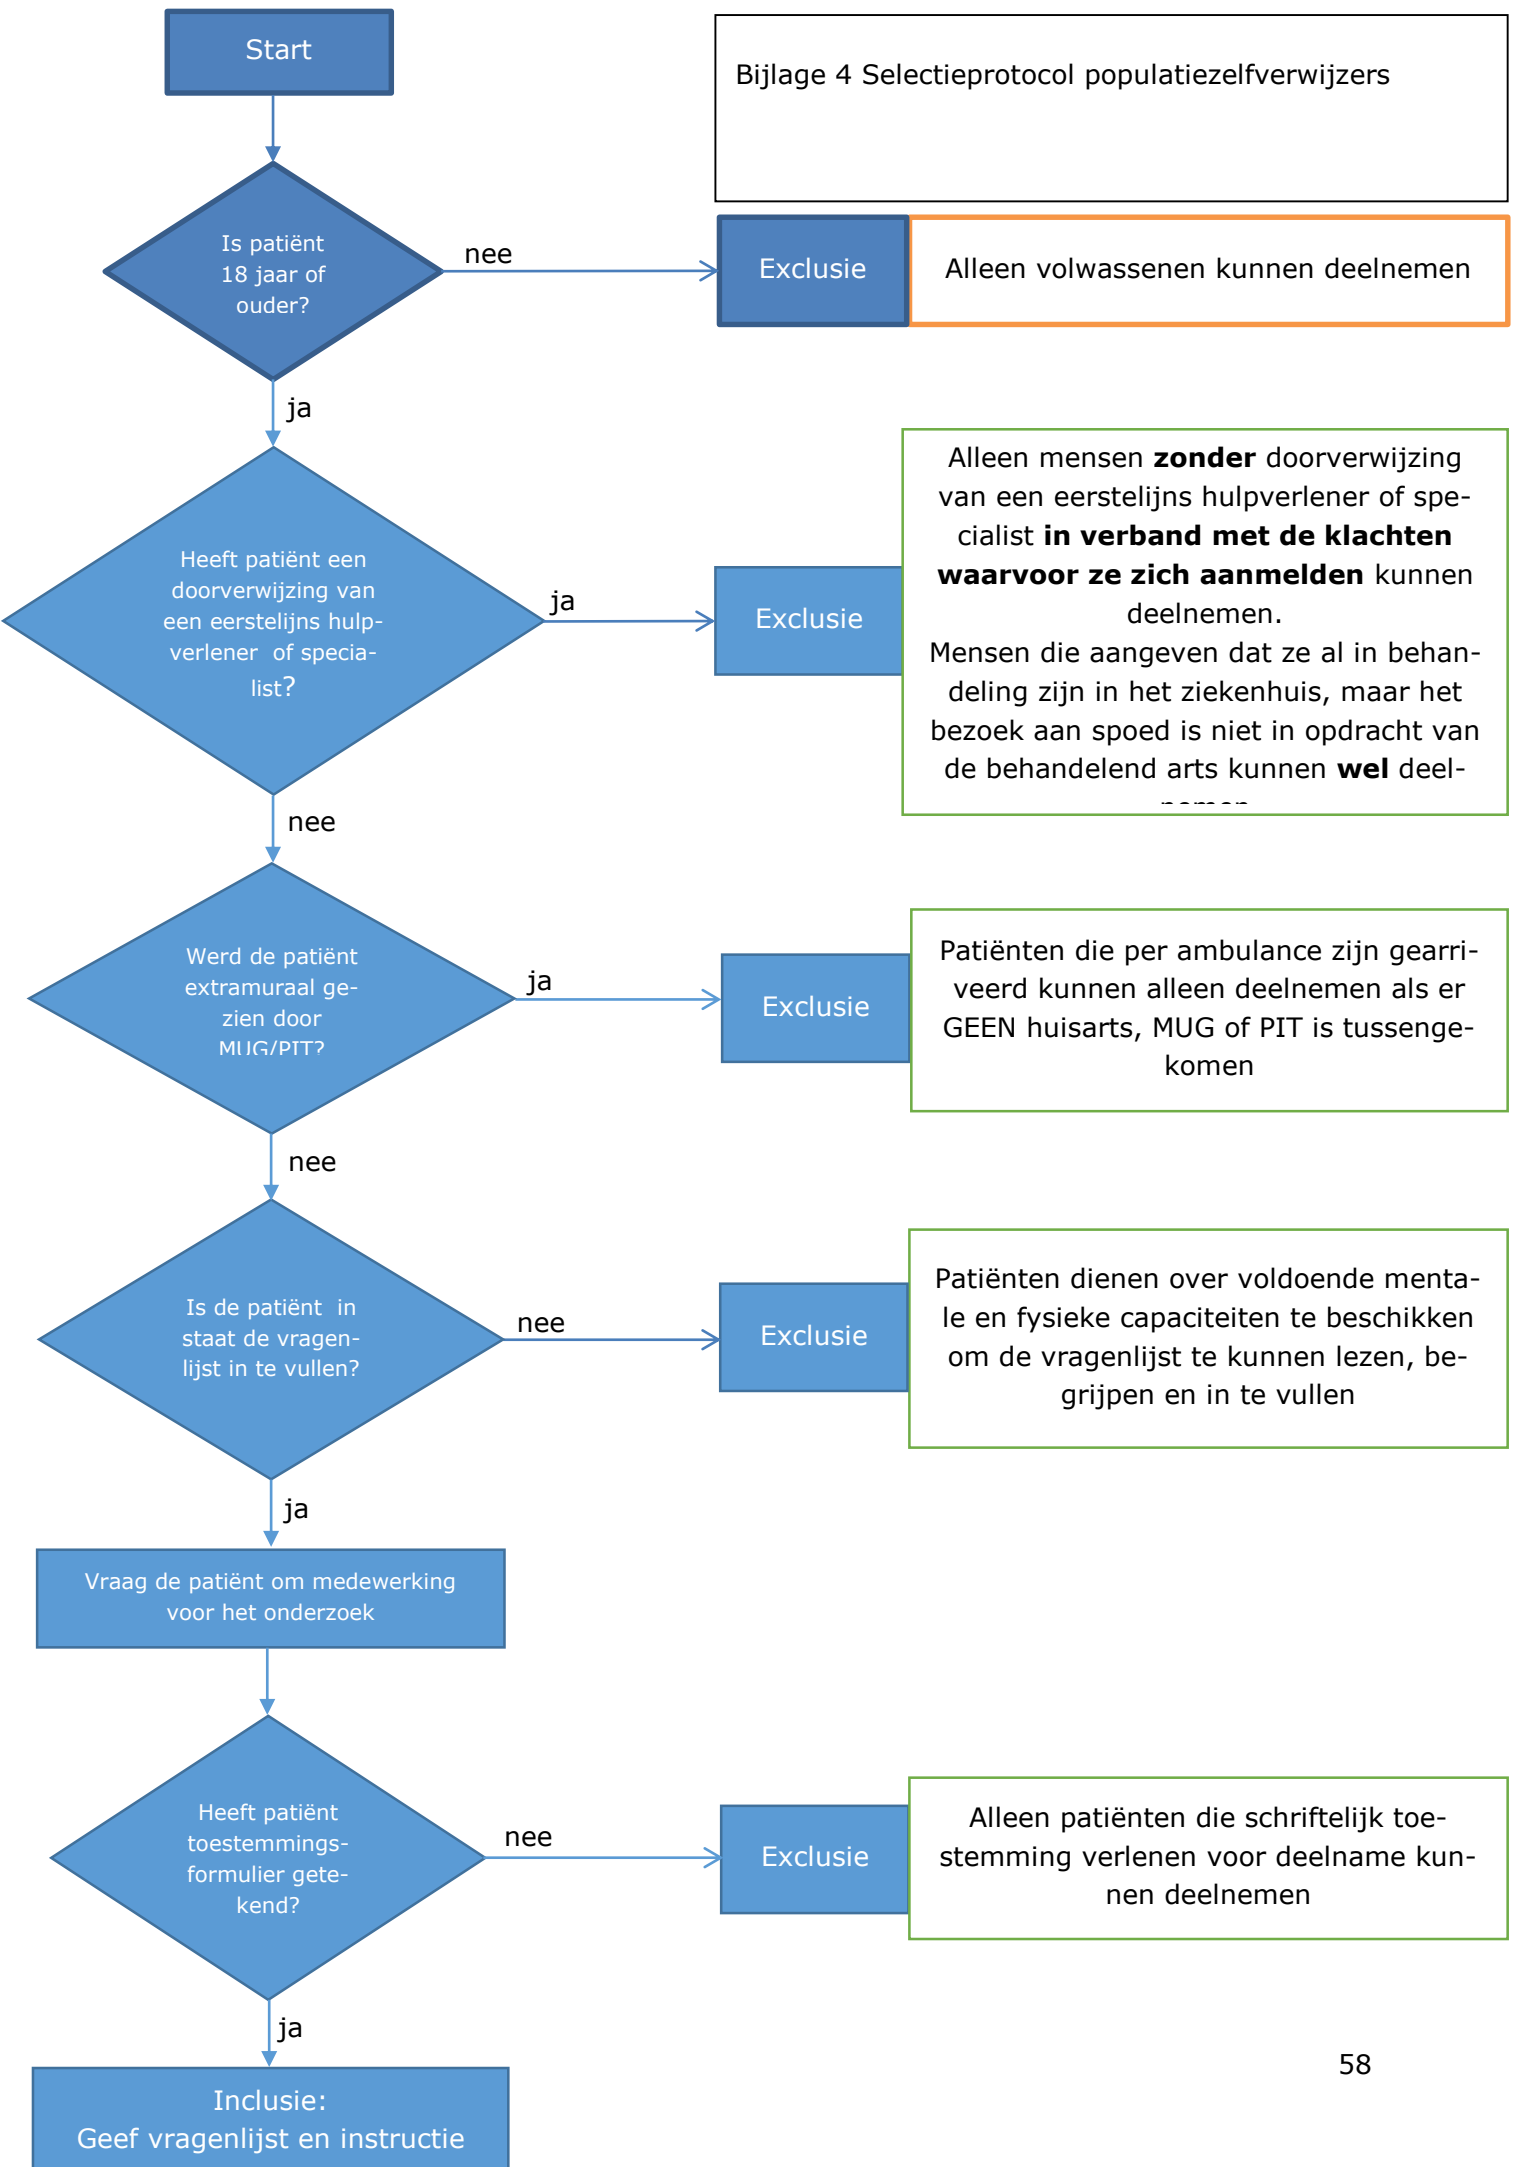 Start
Bijlage 4 Selectieprotocol populatiezelfverwijzers
Is patiënt
18 jaar of
ouder?
nee
Exclusie
Alleen volwassenen kunnen deelnemen
ja
Heeft patiënt een
doorverwijzing van
een eerstelijns hulp-
verlener of specia-
list?
ja
Exclusie
Alleen mensen zonder doorverwijzing
van een eerstelijns hulpverlener of spe-
cialist in verband met de klachten
waarvoor ze zich aanmelden kunnen
deelnemen.
Mensen die aangeven dat ze al in behan-
deling zijn in het ziekenhuis, maar het
bezoek aan spoed is niet in opdracht van
de behandelend arts kunnen wel deel-
nemen
nee
Werd de patiënt
extramuraal ge-
zien door
MUG/PIT?
ja
Exclusie
Patiënten die per ambulance zijn gearri-
veerd kunnen alleen deelnemen als er
GEEN huisarts, MUG of PIT is tussenge-
komen
nee
Is de patiënt in
staat de vragen-
lijst in te vullen?
nee
Exclusie
Patiënten dienen over voldoende menta-
le en fysieke capaciteiten te beschikken
om de vragenlijst te kunnen lezen, be-
grijpen en in te vullen
ja
Vraag de patiënt om medewerking
voor het onderzoek
Heeft patiënt
toestemmings-
formulier gete-
kend?
nee
Exclusie
Alleen patiënten die schriftelijk toe-
stemming verlenen voor deelname kun-
nen deelnemen
ja
Inclusie:
Geef vragenlijst en instructie
58